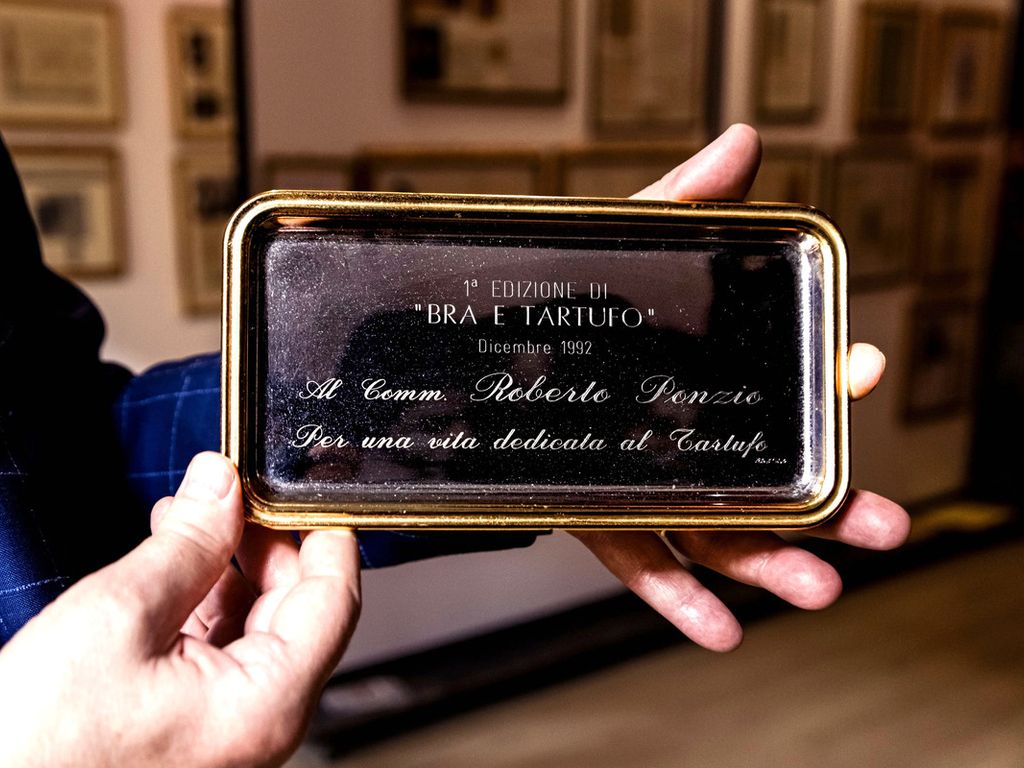 1ª EDIZIONE DI
"BRA E TARTUFO"
Dicembre 1992
Al Comm. Roberto Ponzio
Per una vita dedicata al Tartufo